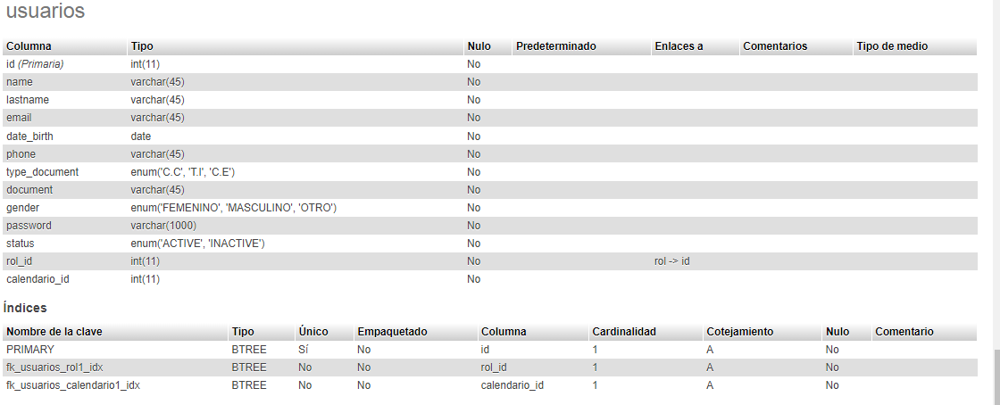 usuarios
Columna Tipo Nulo Predeterminado Enlaces a Comentarios Tipo de medio
id (Primaria) int(11) No
name varchar(45) No
lastname varchar(45) No
email varchar(45) No
date_birth date No
phone varchar(45) No
type_document enum('C.C', 'T.I', 'C.E') No
document varchar(45) No
gender enum('FEMENINO', 'MASCULINO', 'OTRO') No
password varchar(1000) No
status enum('ACTIVE', 'INACTIVE') No
rol_id int(11) No rol -> id
calendario_id int(11) No
Índices
Nombre de la clave Tipo Único Empaquetado Columna Cardinalidad Cotejamiento Nulo Comentario
PRIMARY BTREE Sí No id 1 A No
fk_usuarios_rol1_idx BTREE No No rol_id 1 A No
fk_usuarios_calendario1_idx BTREE No No calendario_id 1 A No